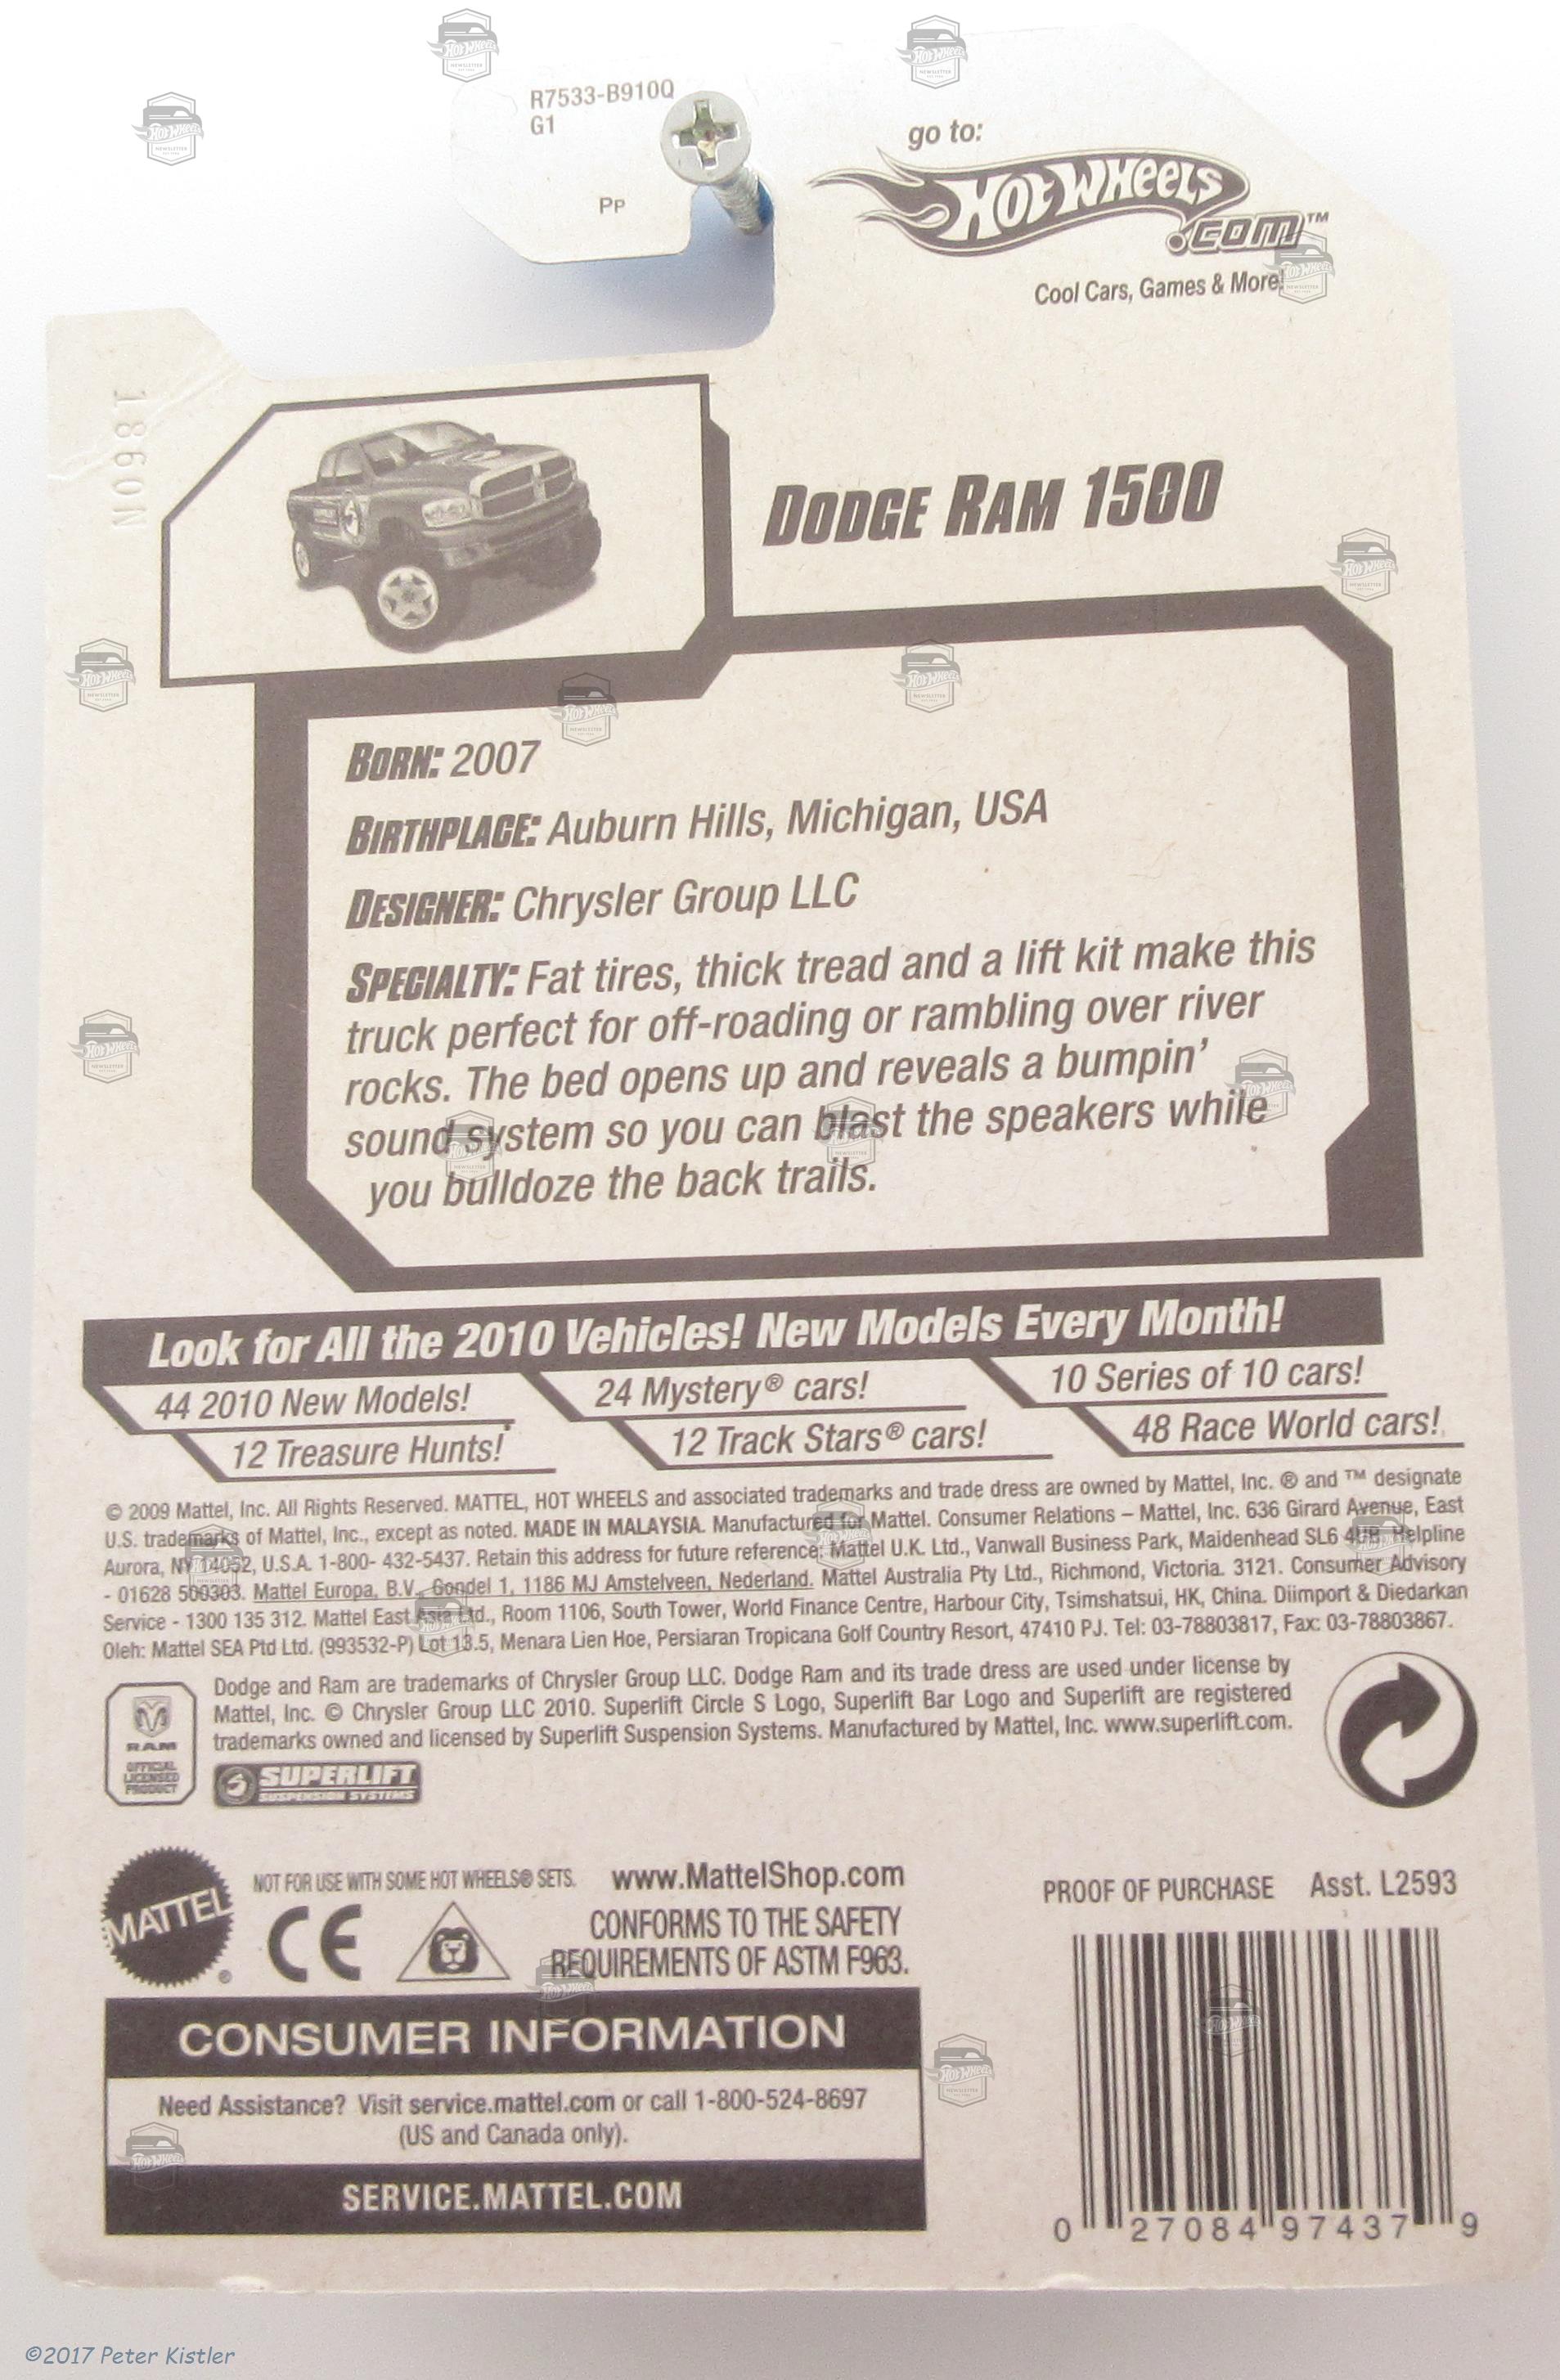 R7533-B910Q
G1
Pp
go to:
Hot Wheels
.com™
Cool Cars, Games & More!
1860N
Dodge Ram 1500
Born: 2007
Birthplace: Auburn Hills, Michigan, USA
Designer: Chrysler Group LLC
Specialty: Fat tires, thick tread and a lift kit make this
truck perfect for off-roading or rambling over river
rocks. The bed opens up and reveals a bumpin'
sound system so you can blast the speakers while
you bulldoze the back trails.
Look for All the 2010 Vehicles! New Models Every Month!
44 2010 New Models!
24 Mystery® cars!
10 Series of 10 cars!
12 Treasure Hunts!
12 Track Stars® cars!
48 Race World cars!
© 2009 Mattel, Inc. All Rights Reserved. MATTEL, HOT WHEELS and associated trademarks and trade dress are owned by Mattel, Inc. ® and ™ designate
U.S. trademarks of Mattel, Inc., except as noted. MADE IN MALAYSIA. Manufactured for Mattel. Consumer Relations – Mattel, Inc. 636 Girard Avenue, East
Aurora, NY 14052, U.S.A. 1-800- 432-5437. Retain this address for future reference: Mattel U.K. Ltd., Vanwall Business Park, Maidenhead SL6 4UB. Helpline
- 01628 500303. Mattel Europa, B.V., Gondel 1, 1186 MJ Amstelveen, Nederland. Mattel Australia Pty Ltd., Richmond, Victoria. 3121. Consumer Advisory
Service - 1300 135 312. Mattel East Asia Ltd., Room 1106, South Tower, World Finance Centre, Harbour City, Tsimshatsui, HK, China. Diimport & Diedarkan
Oleh: Mattel SEA Ptd Ltd. (993532-P) Lot 13.5, Menara Lien Hoe, Persiaran Tropicana Golf Country Resort, 47410 PJ. Tel: 03-78803817, Fax: 03-78803867.
Dodge and Ram are trademarks of Chrysler Group LLC. Dodge Ram and its trade dress are used under license by
Mattel, Inc. © Chrysler Group LLC 2010. Superlift Circle S Logo, Superlift Bar Logo and Superlift are registered
trademarks owned and licensed by Superlift Suspension Systems. Manufactured by Mattel, Inc. www.superlift.com.
RAM
OFFICIAL
LICENSED
PRODUCT
SUPERLIFT
SUSPENSION SYSTEMS
MATTEL®
NOT FOR USE WITH SOME HOT WHEELS® SETS.
www.MattelShop.com
CE
CONFORMS TO THE SAFETY
REQUIREMENTS OF ASTM F963.
PROOF OF PURCHASE Asst. L2593
CONSUMER INFORMATION
Need Assistance? Visit service.mattel.com or call 1-800-524-8697
(US and Canada only).
SERVICE.MATTEL.COM
0 27084 97437 9
©2017 Peter Kistler